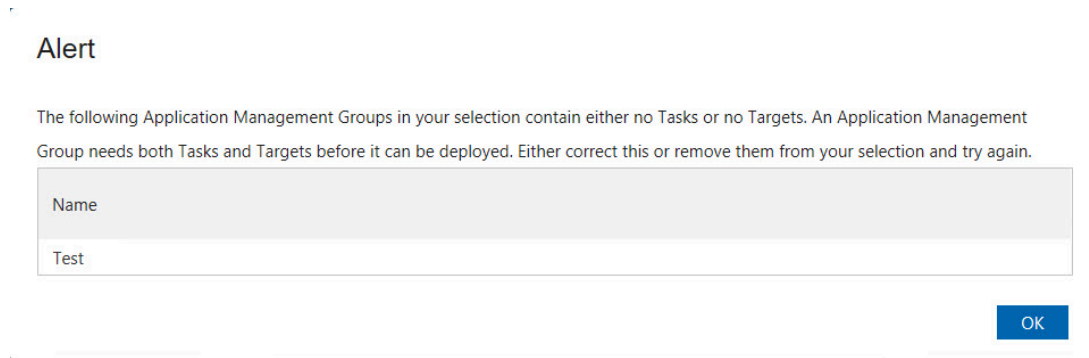 Alert
The following Application Management Groups in your selection contain either no Tasks or no Targets. An Application Management
Group needs both Tasks and Targets before it can be deployed. Either correct this or remove them from your selection and try again.
Name
Test
OK